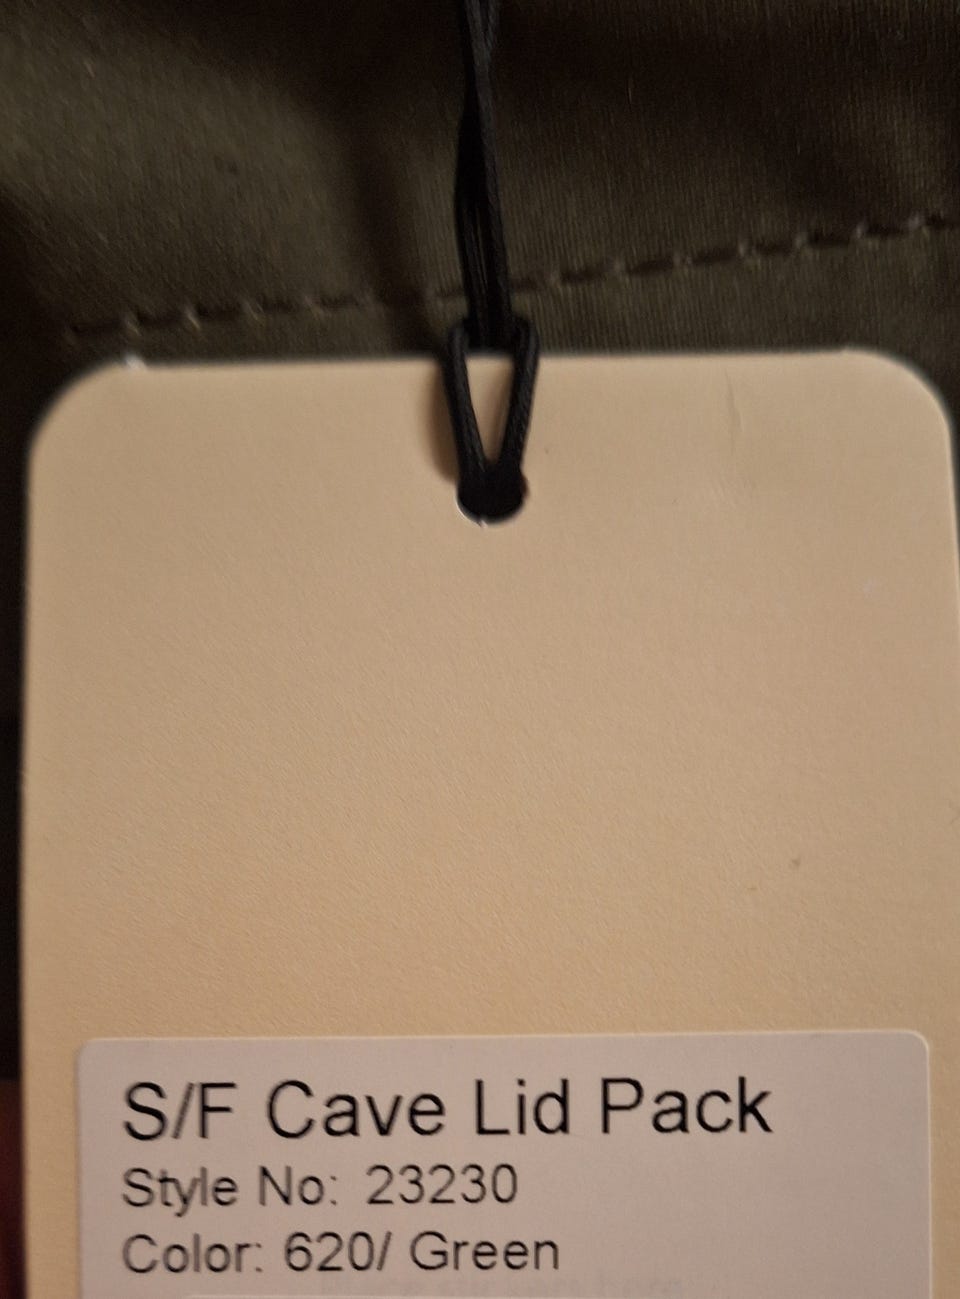 S/F Cave Lid Pack
Style No: 23230
Color: 620/ Green